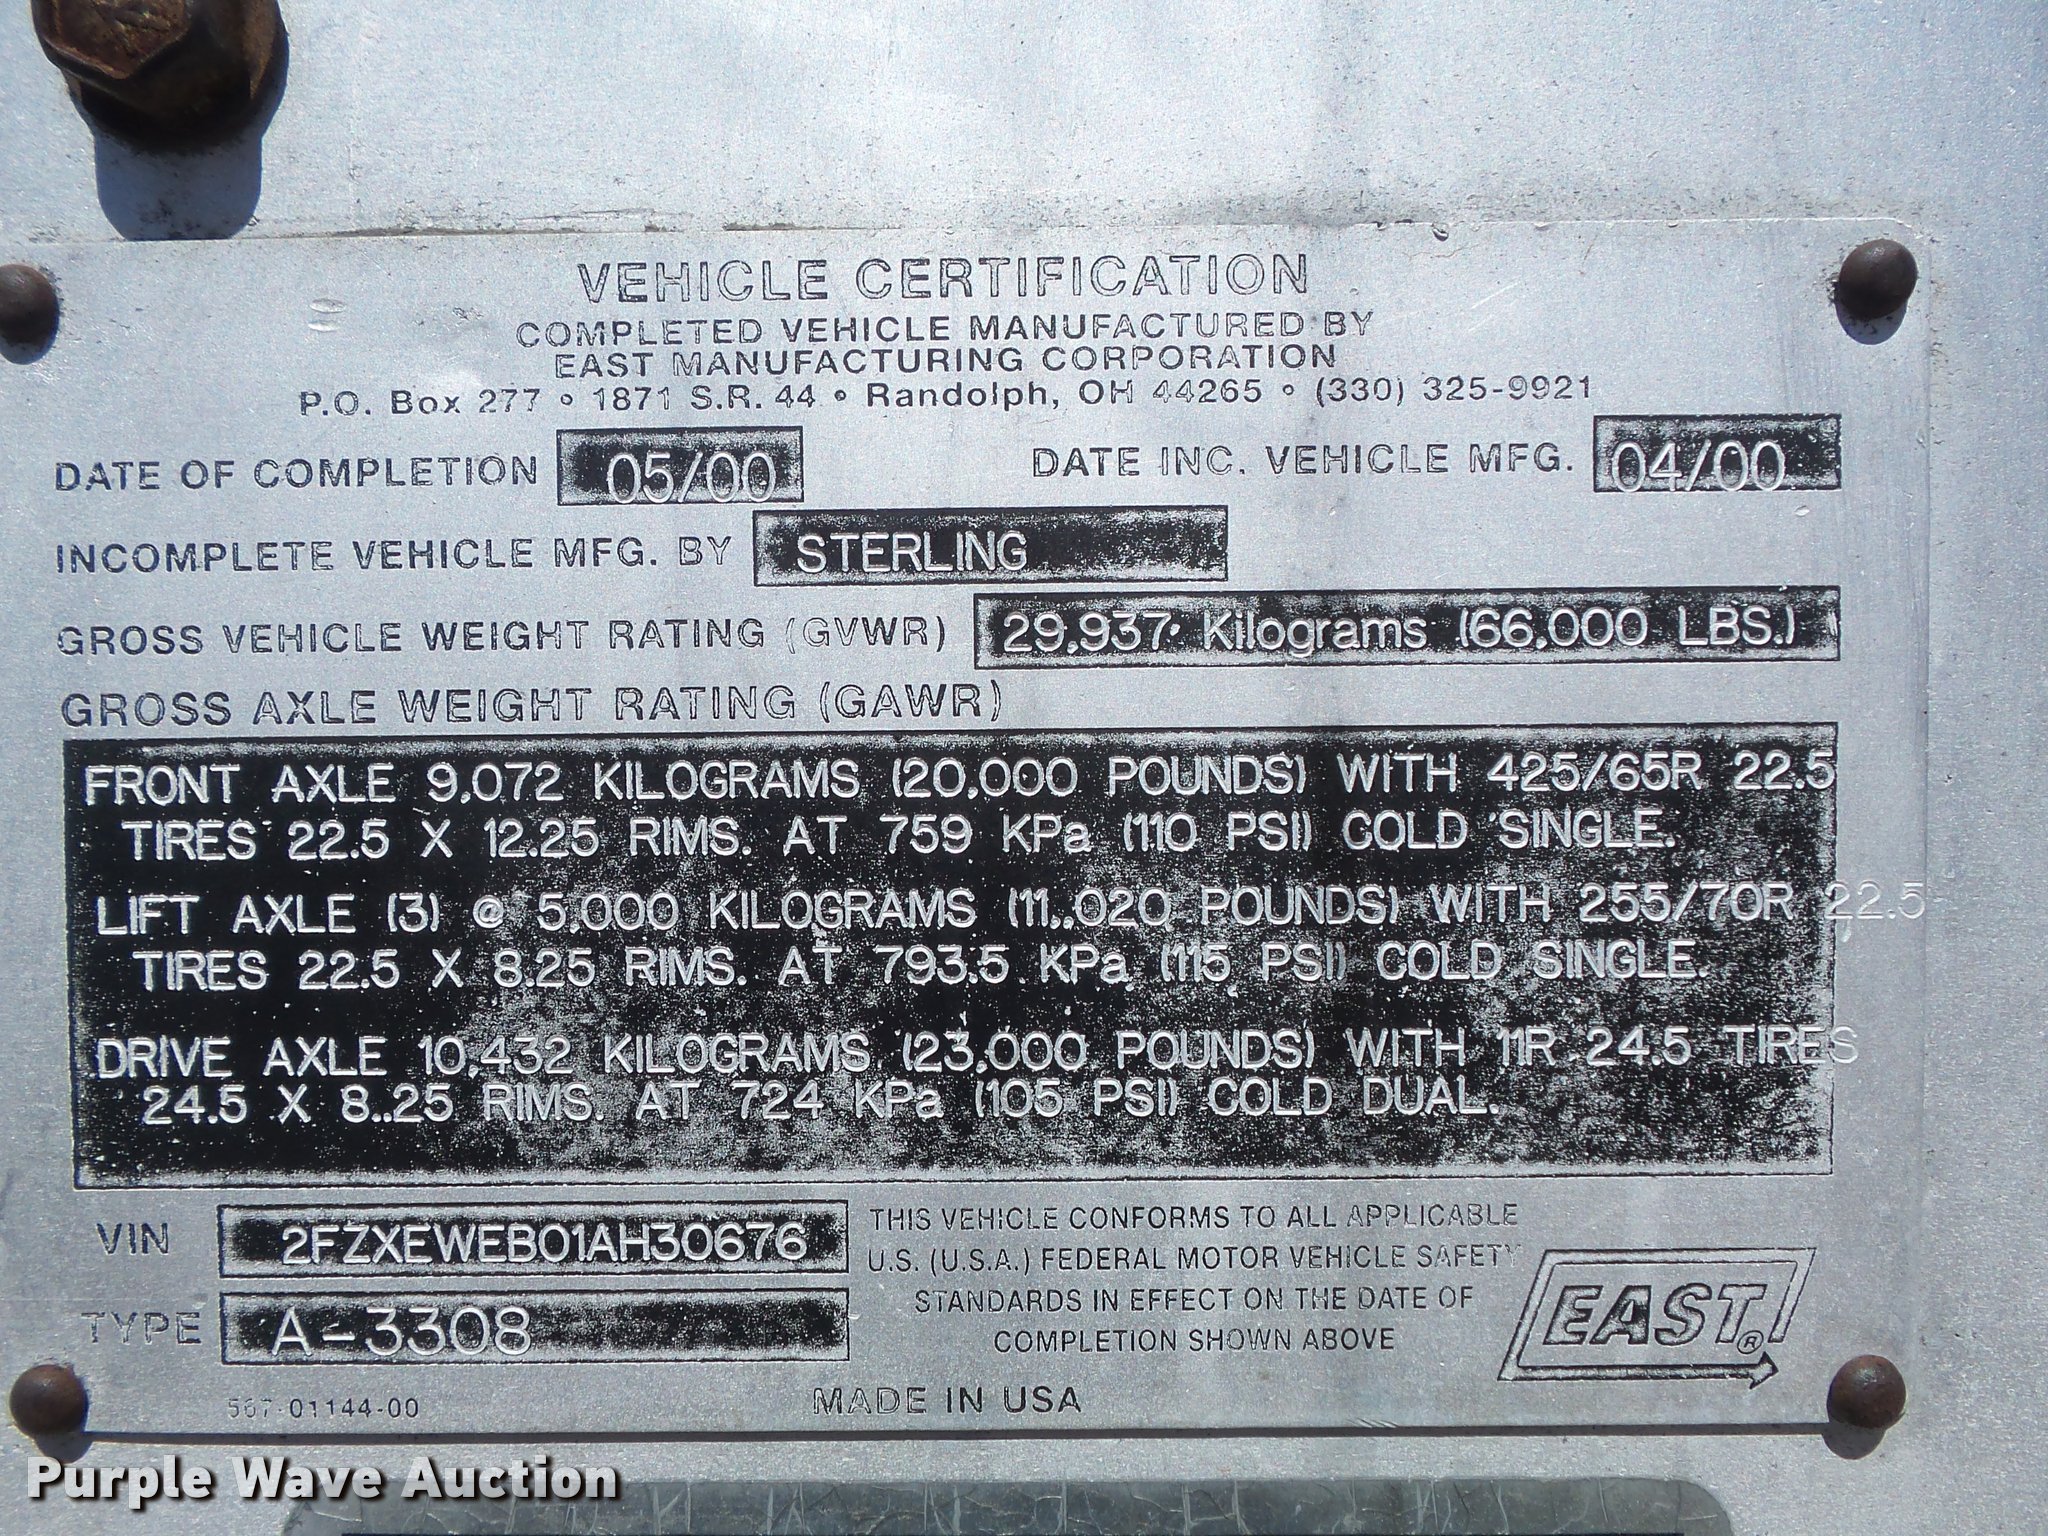 VEHICLE CERTIFICATION
COMPLETED VEHICLE MANUFACTURED BY
EAST MANUFACTURING CORPORATION
P.O. Box 277 • 1871 S.R. 44 • Randolph, OH 44265 • (330) 325-9921
DATE OF COMPLETION 05/00 DATE INC. VEHICLE MFG. 04/00
INCOMPLETE VEHICLE MFG. BY STERLING
GROSS VEHICLE WEIGHT RATING (GVWR) 29,937 Kilograms (66,000 LBS.)
GROSS AXLE WEIGHT RATING (GAWR)
FRONT AXLE 9,072 KILOGRAMS (20,000 POUNDS) WITH 425/65R 22.5
TIRES 22.5 X 12.25 RIMS. AT 759 KPa (110 PSI) COLD SINGLE.
LIFT AXLE (3) @ 5,000 KILOGRAMS (11,,020 POUNDS) WITH 255/70R 22.5
TIRES 22.5 X 8.25 RIMS. AT 793.5 KPa (115 PSI) COLD SINGLE.
DRIVE AXLE 10,432 KILOGRAMS (23,000 POUNDS) WITH 11R 24.5 TIRES
24.5 X 8..25 RIMS. AT 724 KPa (105 PSI) COLD DUAL.
VIN 2FZXEWEB01AH30676
TYPE A-3308
THIS VEHICLE CONFORMS TO ALL APPLICABLE
U.S. (U.S.A.) FEDERAL MOTOR VEHICLE SAFETY
STANDARDS IN EFFECT ON THE DATE OF
COMPLETION SHOWN ABOVE
EAST®
567-01144-00
MADE IN USA
Purple Wave Auction